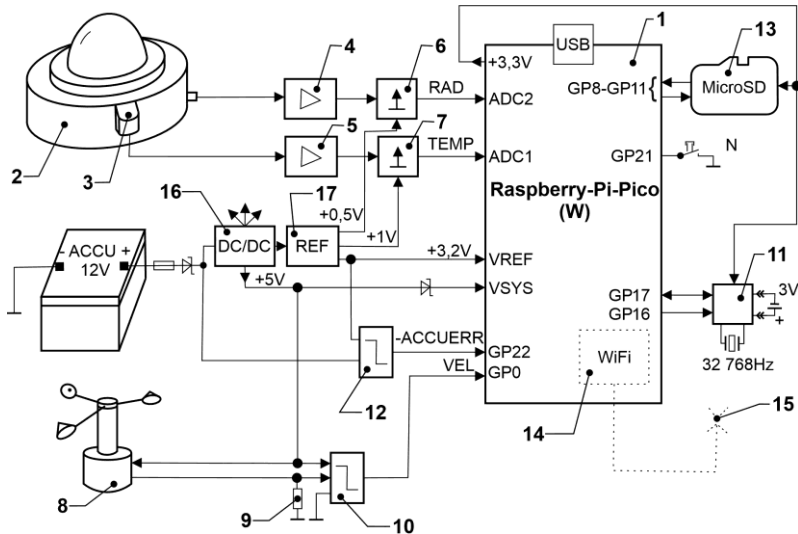 4 6 USB 1 13
+3,3V
RAD GP8-GP11{ MicroSD
ADC2
5 7
TEMP ADC1 GP21 N
2 3
Raspberry-Pi-Pico
(W)
16 17 +0,5V
DC/DC REF +1V
- ACCU +
12V
+3,2V VREF 11
+5V VSYS GP17 3V
GP16 +
-ACCUERR GP22 WiFi 32 768Hz
VEL GP0
12 14 15
8 9 10